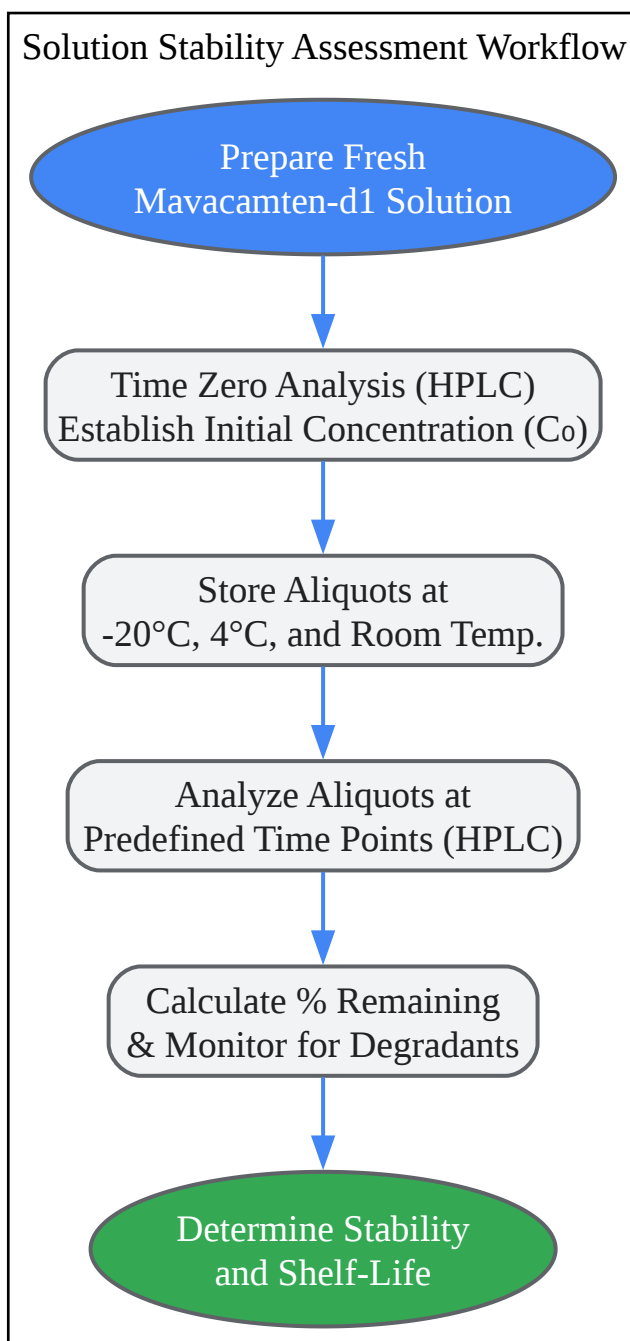 Solution Stability Assessment Workflow
Prepare Fresh
Mavacamten-d1 Solution
Time Zero Analysis (HPLC)
Establish Initial Concentration (C₀)
Store Aliquots at
-20°C, 4°C, and Room Temp.
Analyze Aliquots at
Predefined Time Points (HPLC)
Calculate % Remaining
& Monitor for Degradants
Determine Stability
and Shelf-Life